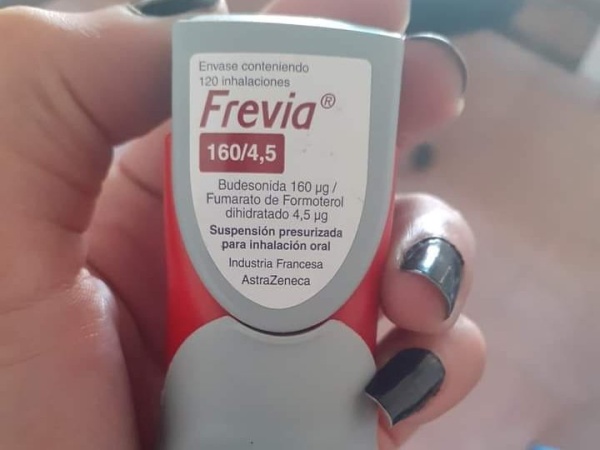 Envase conteniendo
120 inhalaciones
Frevia®
160/4,5
Budesonida 160 µg /
Fumarato de Formoterol
dihidratado 4,5 µg
Suspensión presurizada
para inhalación oral
Industria Francesa
AstraZeneca